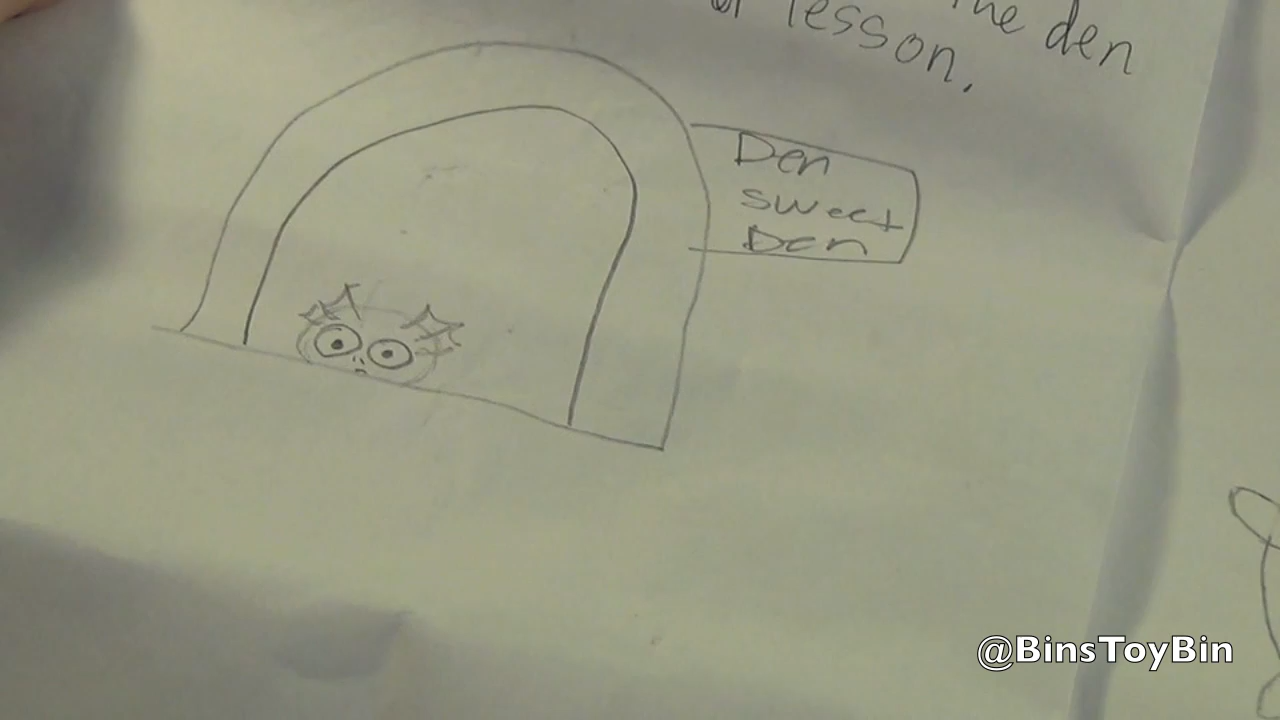 the den
lesson.
Den
sweet
Den
@BinsToyBin